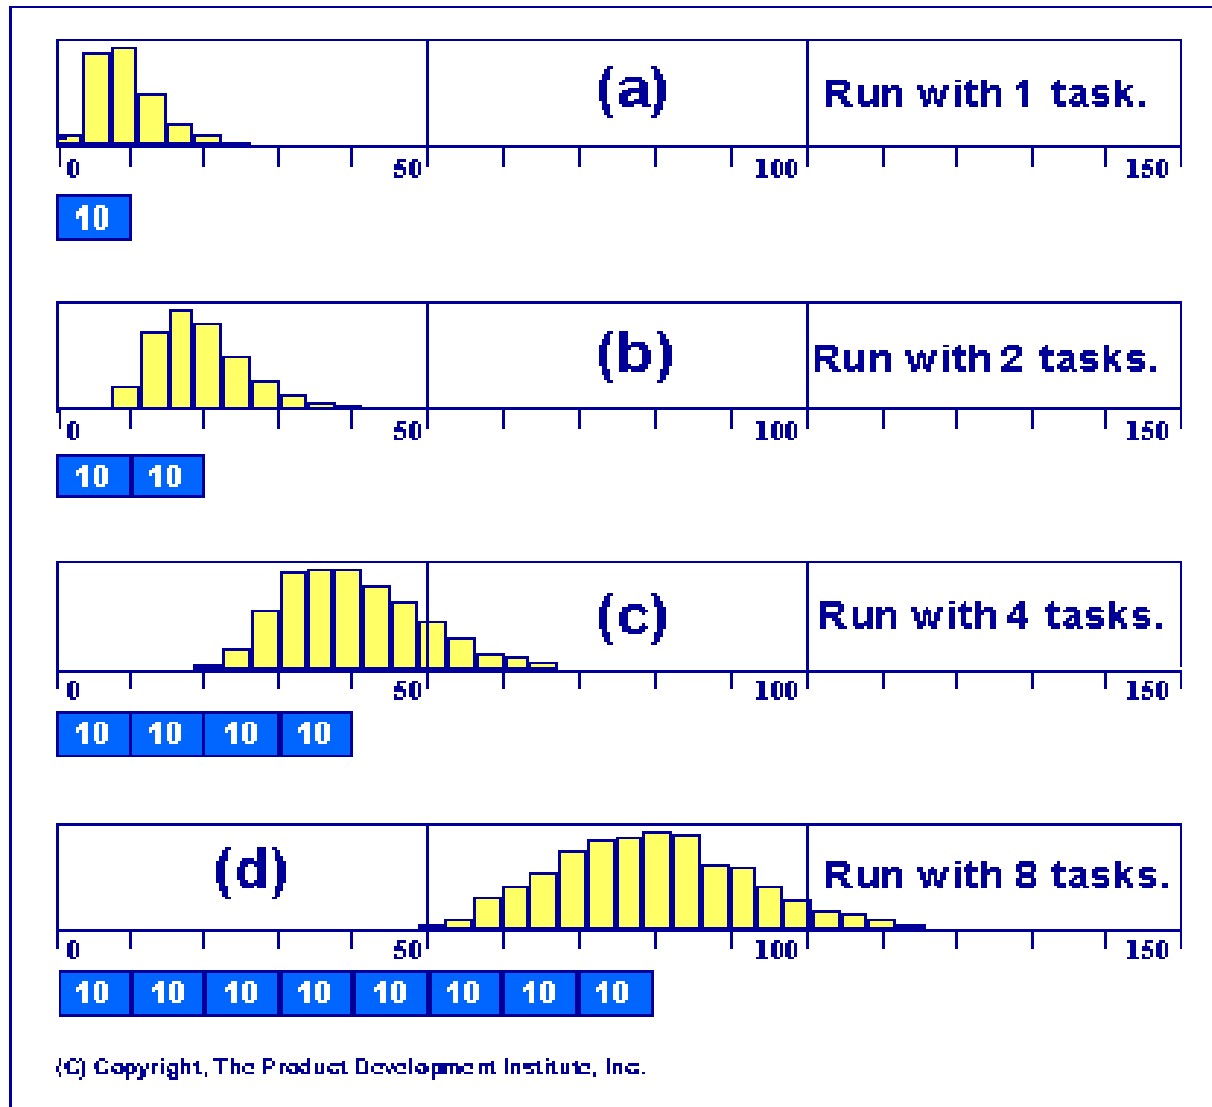 (a) Run with 1 task.
0 50 100 150
10
(b) Run with 2 tasks.
0 50 100 150
10 10
(c) Run with 4 tasks.
0 50 100 150
10 10 10 10
(d) Run with 8 tasks.
0 50 100 150
10 10 10 10 10 10 10 10
(C) Copyright, The Product Development Institute, Inc.